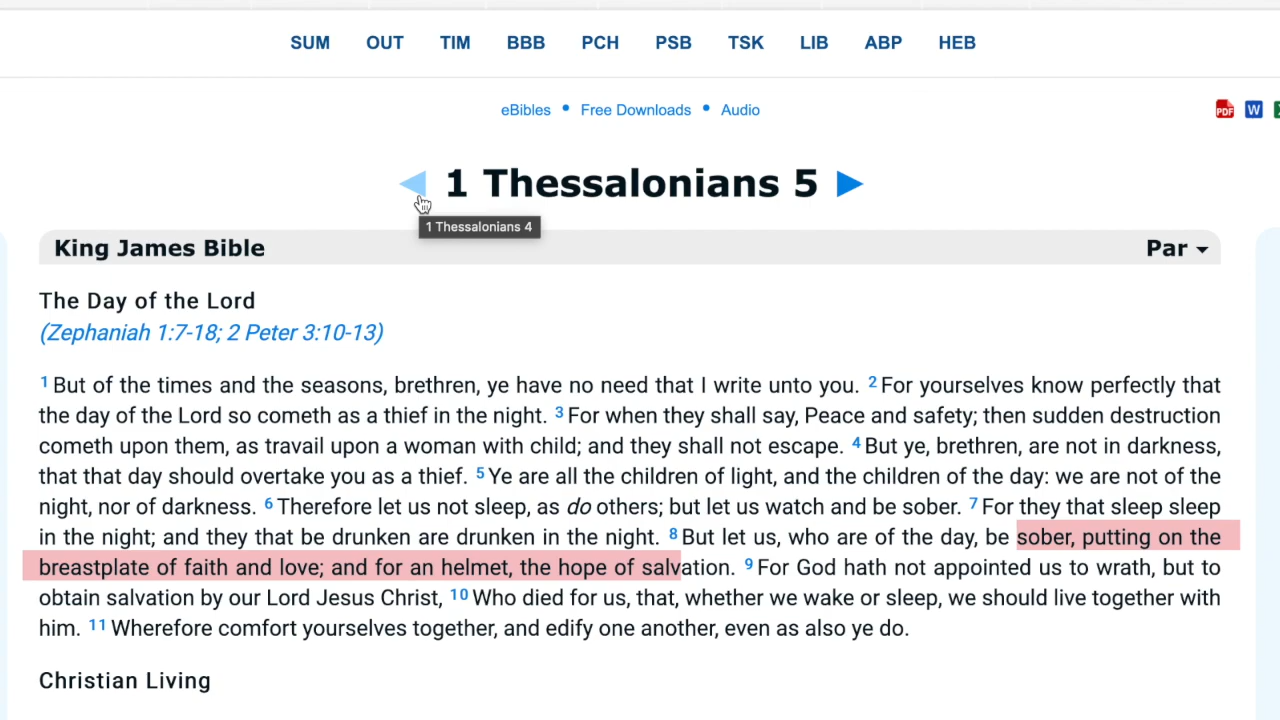 SUM OUT TIM BBB PCH PSB TSK LIB ABP HEB
eBibles • Free Downloads • Audio
PDF W
◀ 1 Thessalonians 5 ▶
1 Thessalonians 4
King James Bible Par
The Day of the Lord
(Zephaniah 1:7-18; 2 Peter 3:10-13)
1 But of the times and the seasons, brethren, ye have no need that I write unto you. 2 For yourselves know perfectly that
the day of the Lord so cometh as a thief in the night. 3 For when they shall say, Peace and safety; then sudden destruction
cometh upon them, as travail upon a woman with child; and they shall not escape. 4 But ye, brethren, are not in darkness,
that that day should overtake you as a thief. 5 Ye are all the children of light, and the children of the day: we are not of the
night, nor of darkness. 6 Therefore let us not sleep, as do others; but let us watch and be sober. 7 For they that sleep sleep
in the night; and they that be drunken are drunken in the night. 8 But let us, who are of the day, be sober, putting on the
breastplate of faith and love; and for an helmet, the hope of salvation. 9 For God hath not appointed us to wrath, but to
obtain salvation by our Lord Jesus Christ, 10 Who died for us, that, whether we wake or sleep, we should live together with
him. 11 Wherefore comfort yourselves together, and edify one another, even as also ye do.
Christian Living